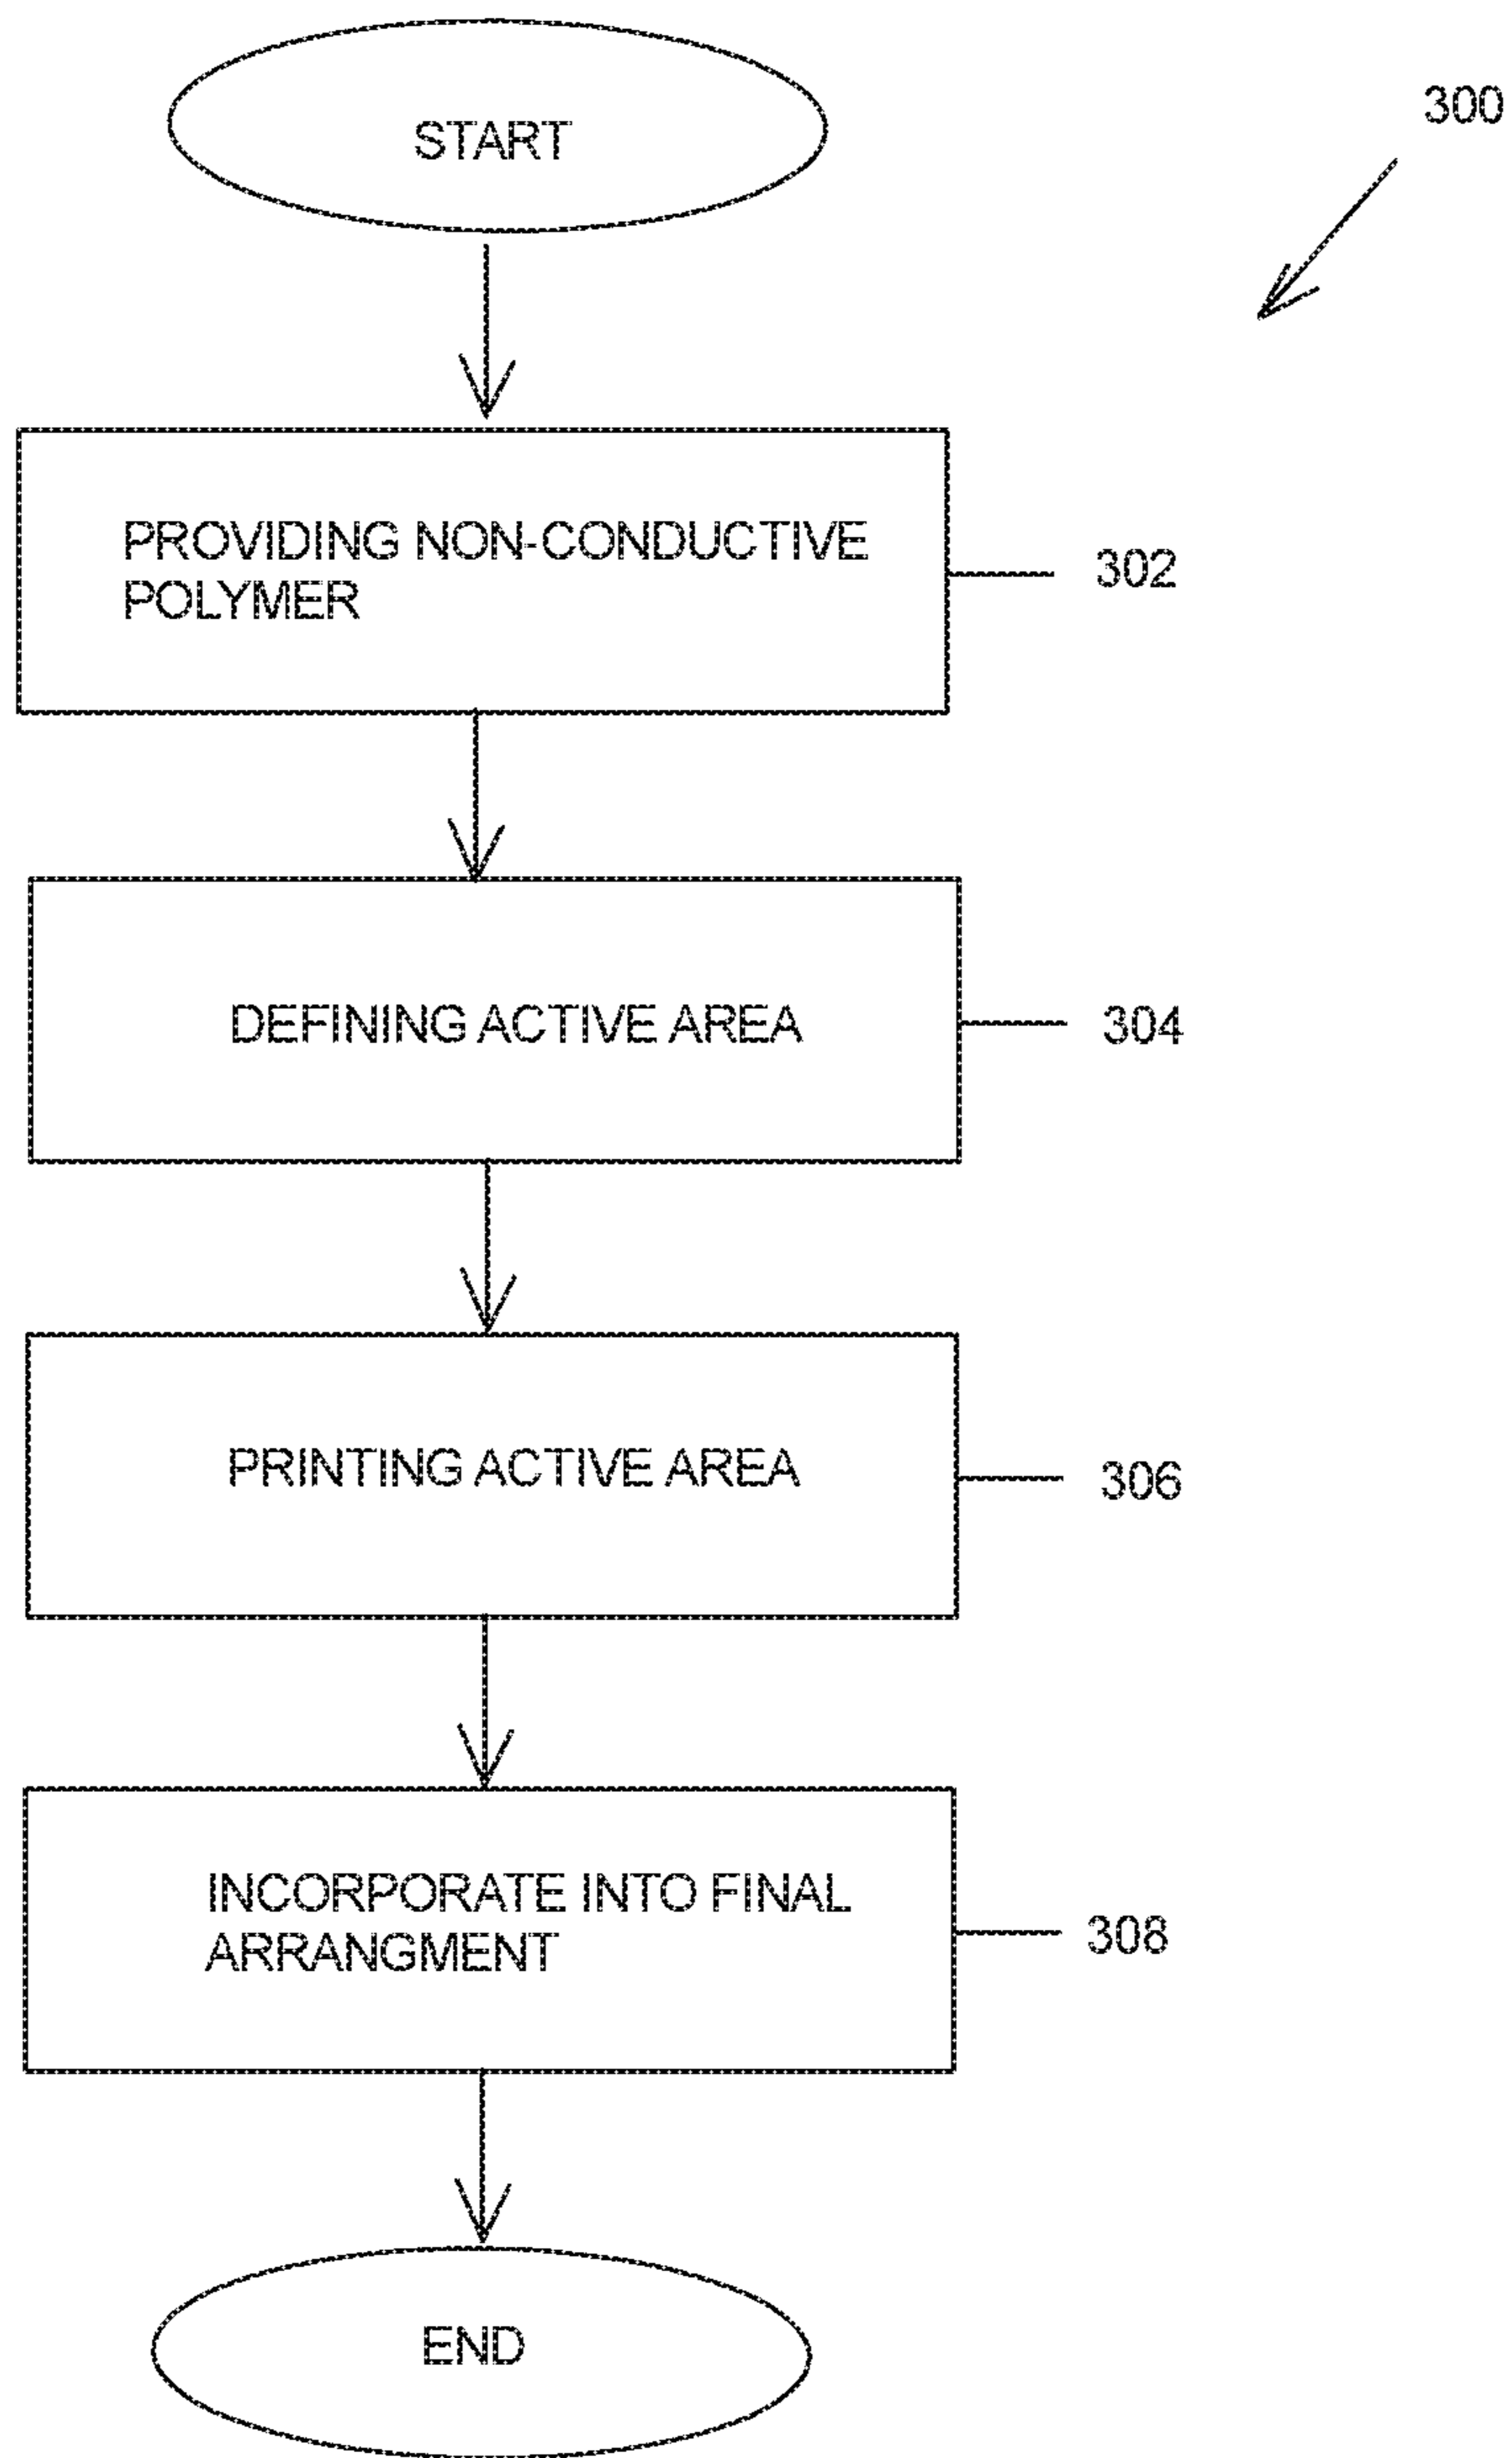 START
300
PROVIDING NON-CONDUCTIVE
POLYMER
302
DEFINING ACTIVE AREA
304
PRINTING ACTIVE AREA
306
INCORPORATE INTO FINAL
ARRANGMENT
308
END